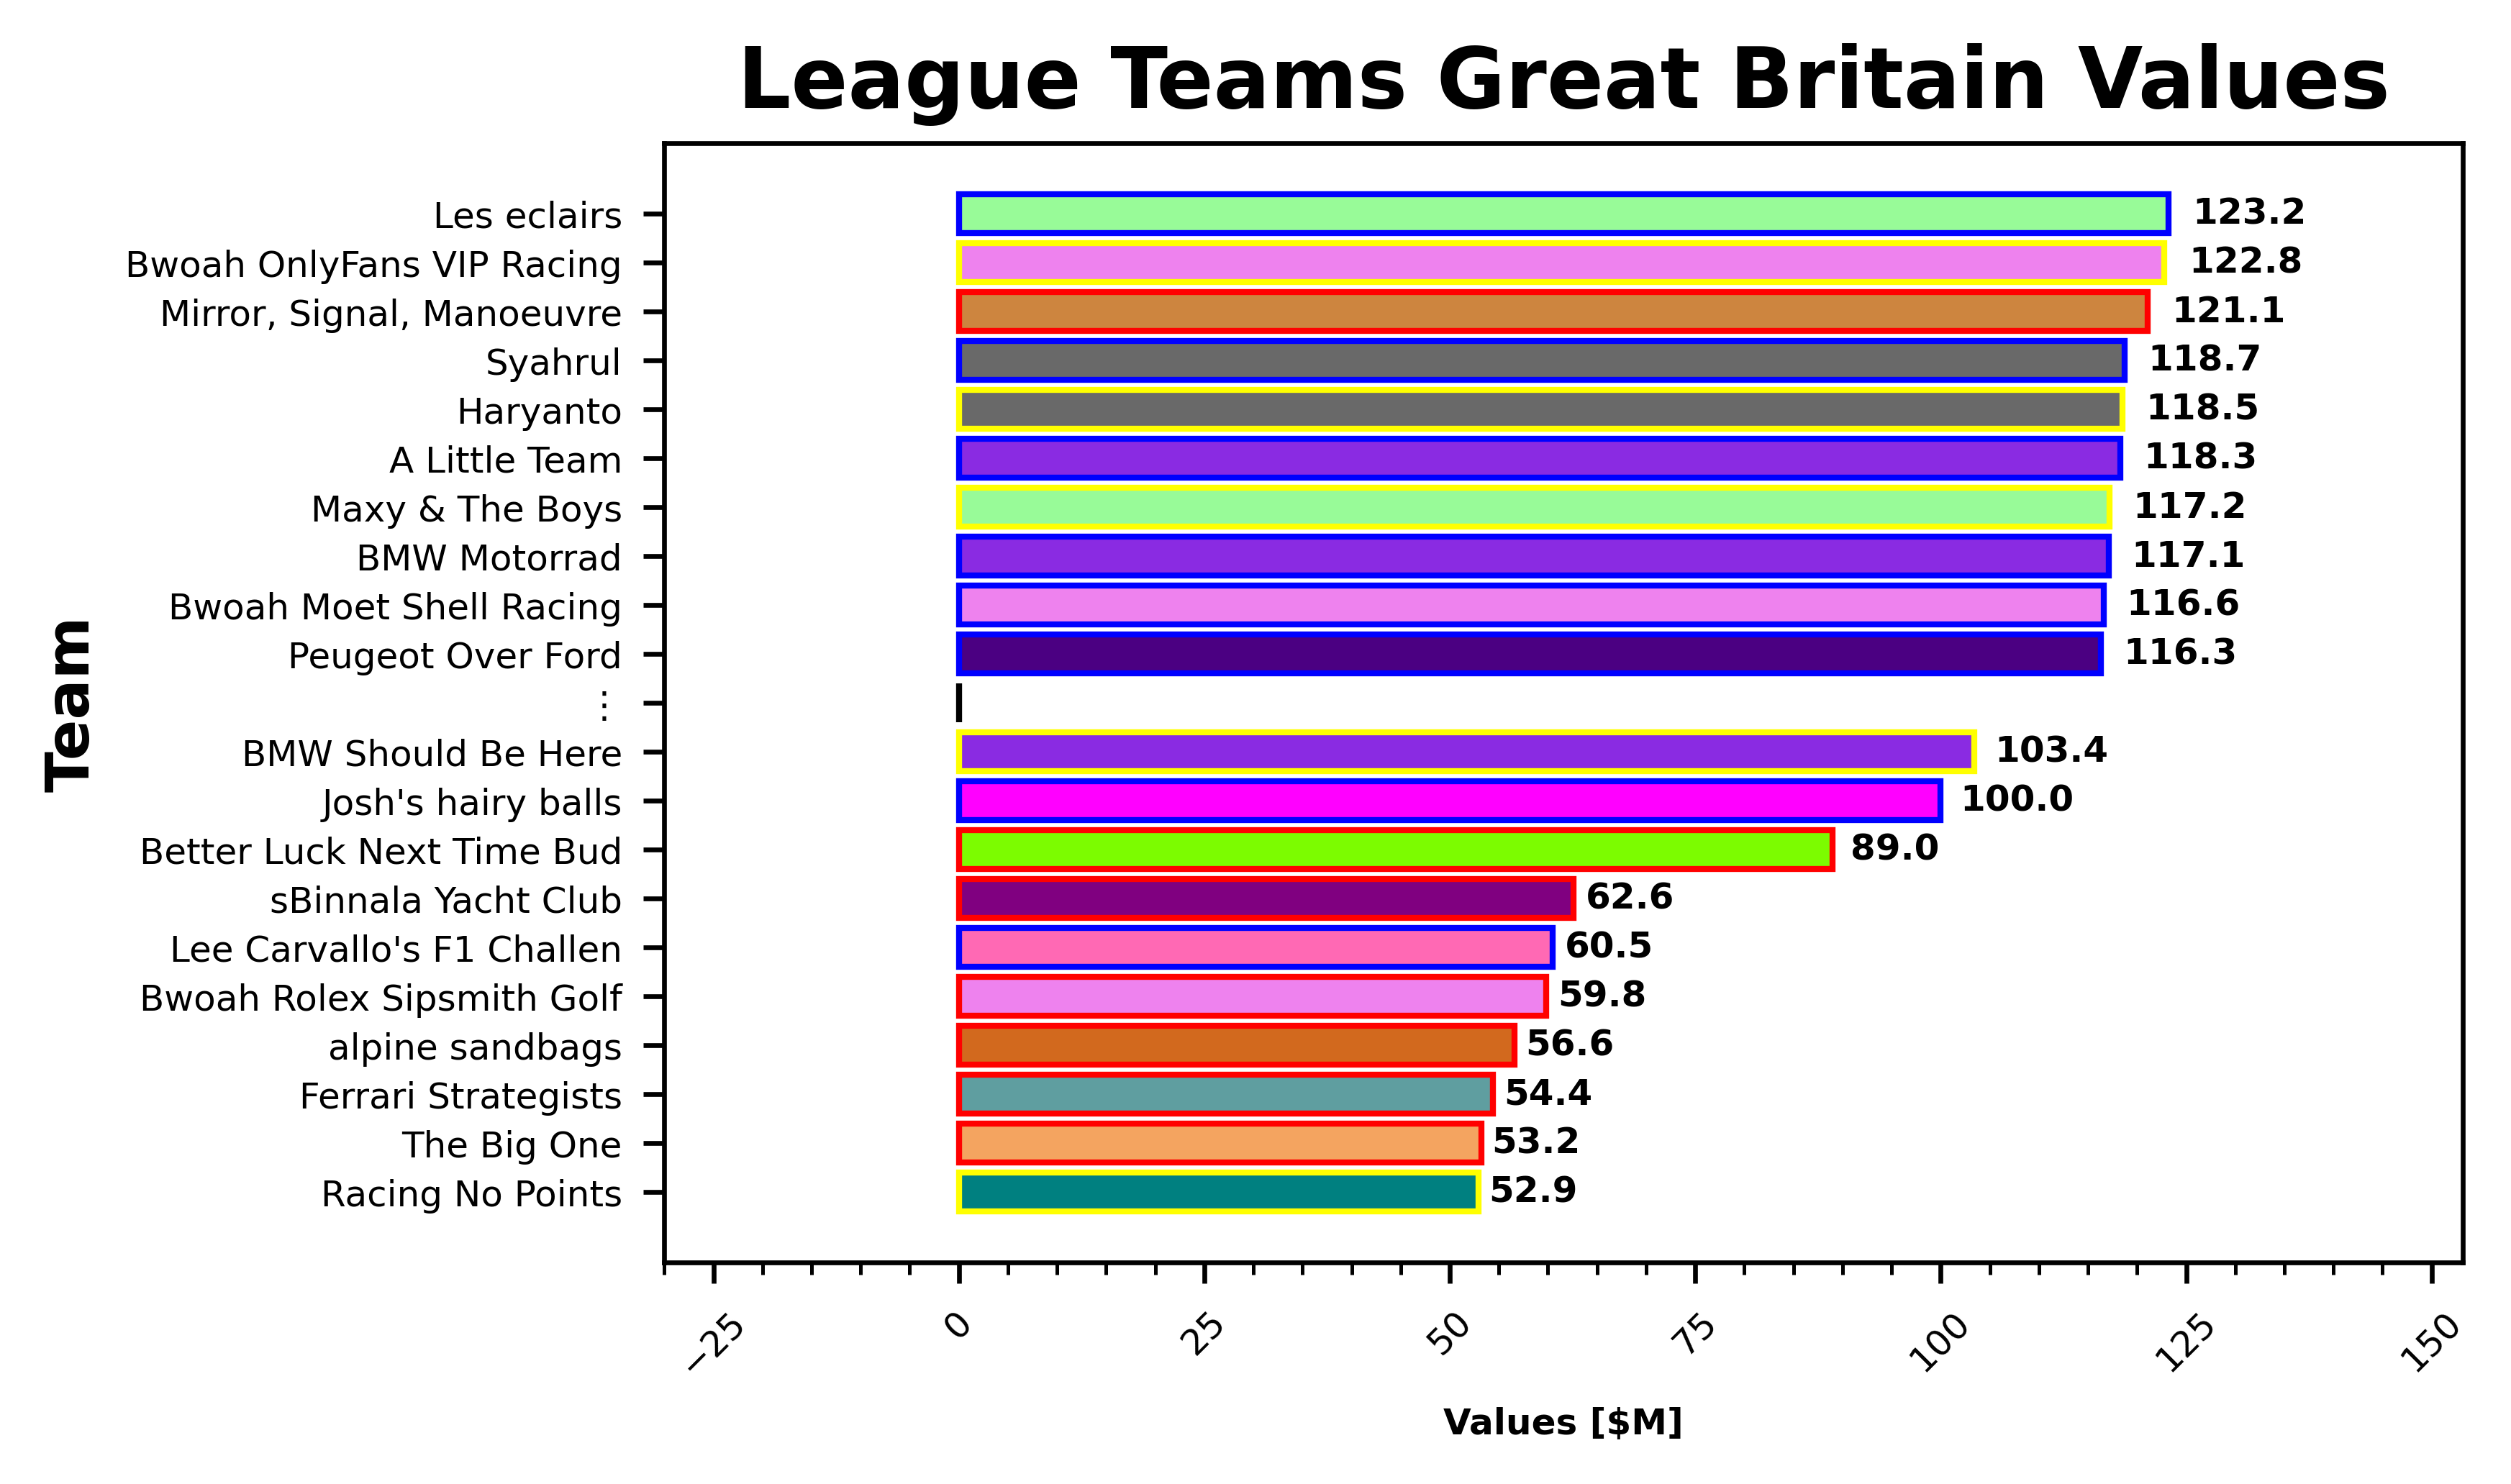 League Teams Great Britain Values
Team
Les eclairs 123.2
Bwoah OnlyFans VIP Racing 122.8
Mirror, Signal, Manoeuvre 121.1
Syahrul 118.7
Haryanto 118.5
A Little Team 118.3
Maxy & The Boys 117.2
BMW Motorrad 117.1
Bwoah Moet Shell Racing 116.6
Peugeot Over Ford 116.3
⋮
BMW Should Be Here 103.4
Josh's hairy balls 100.0
Better Luck Next Time Bud 89.0
sBinnala Yacht Club 62.6
Lee Carvallo's F1 Challen 60.5
Bwoah Rolex Sipsmith Golf 59.8
alpine sandbags 56.6
Ferrari Strategists 54.4
The Big One 53.2
Racing No Points 52.9
−25 0 25 50 75 100 125 150
Values [$M]